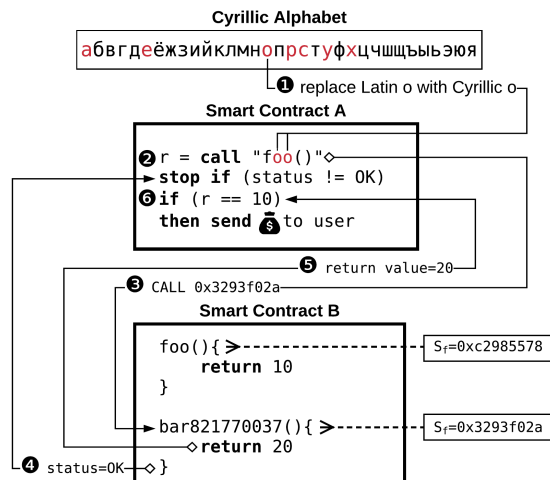 Cyrillic Alphabet
абвгдеёжзийклмнопрстуфхцчшщъыьэюя
❶ replace Latin o with Cyrillic о
Smart Contract A
❷ r = call "fоо()"
stop if (status != OK)
❻ if (r == 10)
then send $ to user
❺ return value=20
❸ CALL 0x3293f02a
Smart Contract B
foo(){
Sf=0xc2985578
return 10
}
bar821770037(){
Sf=0x3293f02a
return 20
❹ status=OK
}